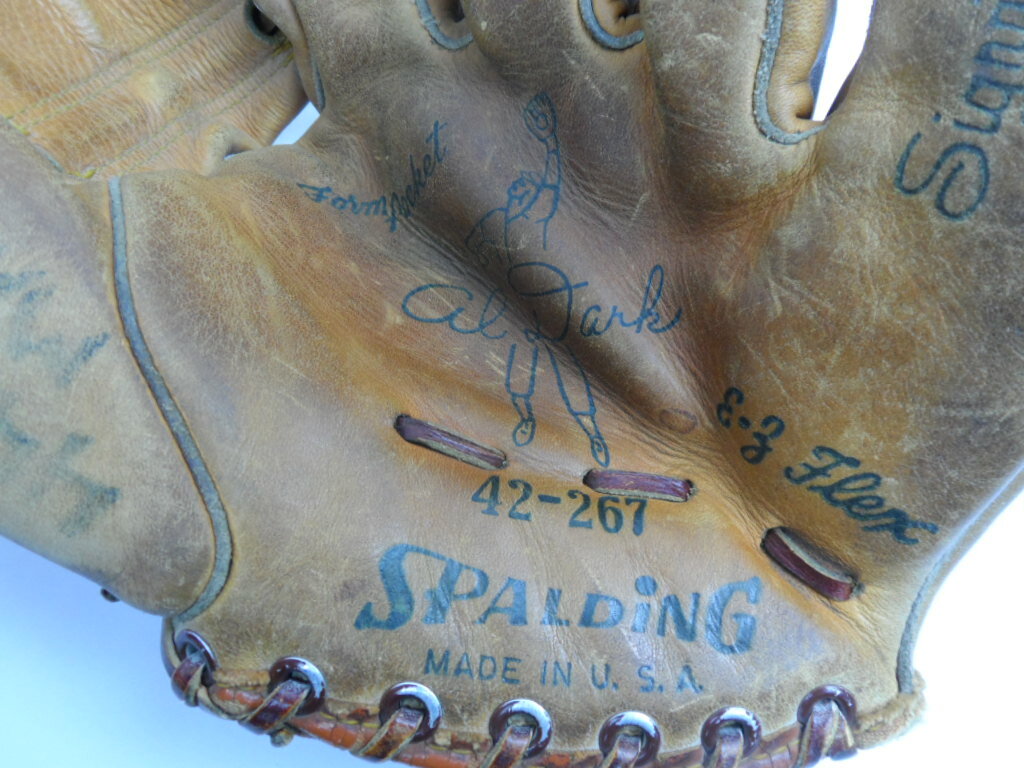 Form Pocket
Al Dark
E-Z Flex
42-267
SPALDiNG
MADE IN U. S. A.